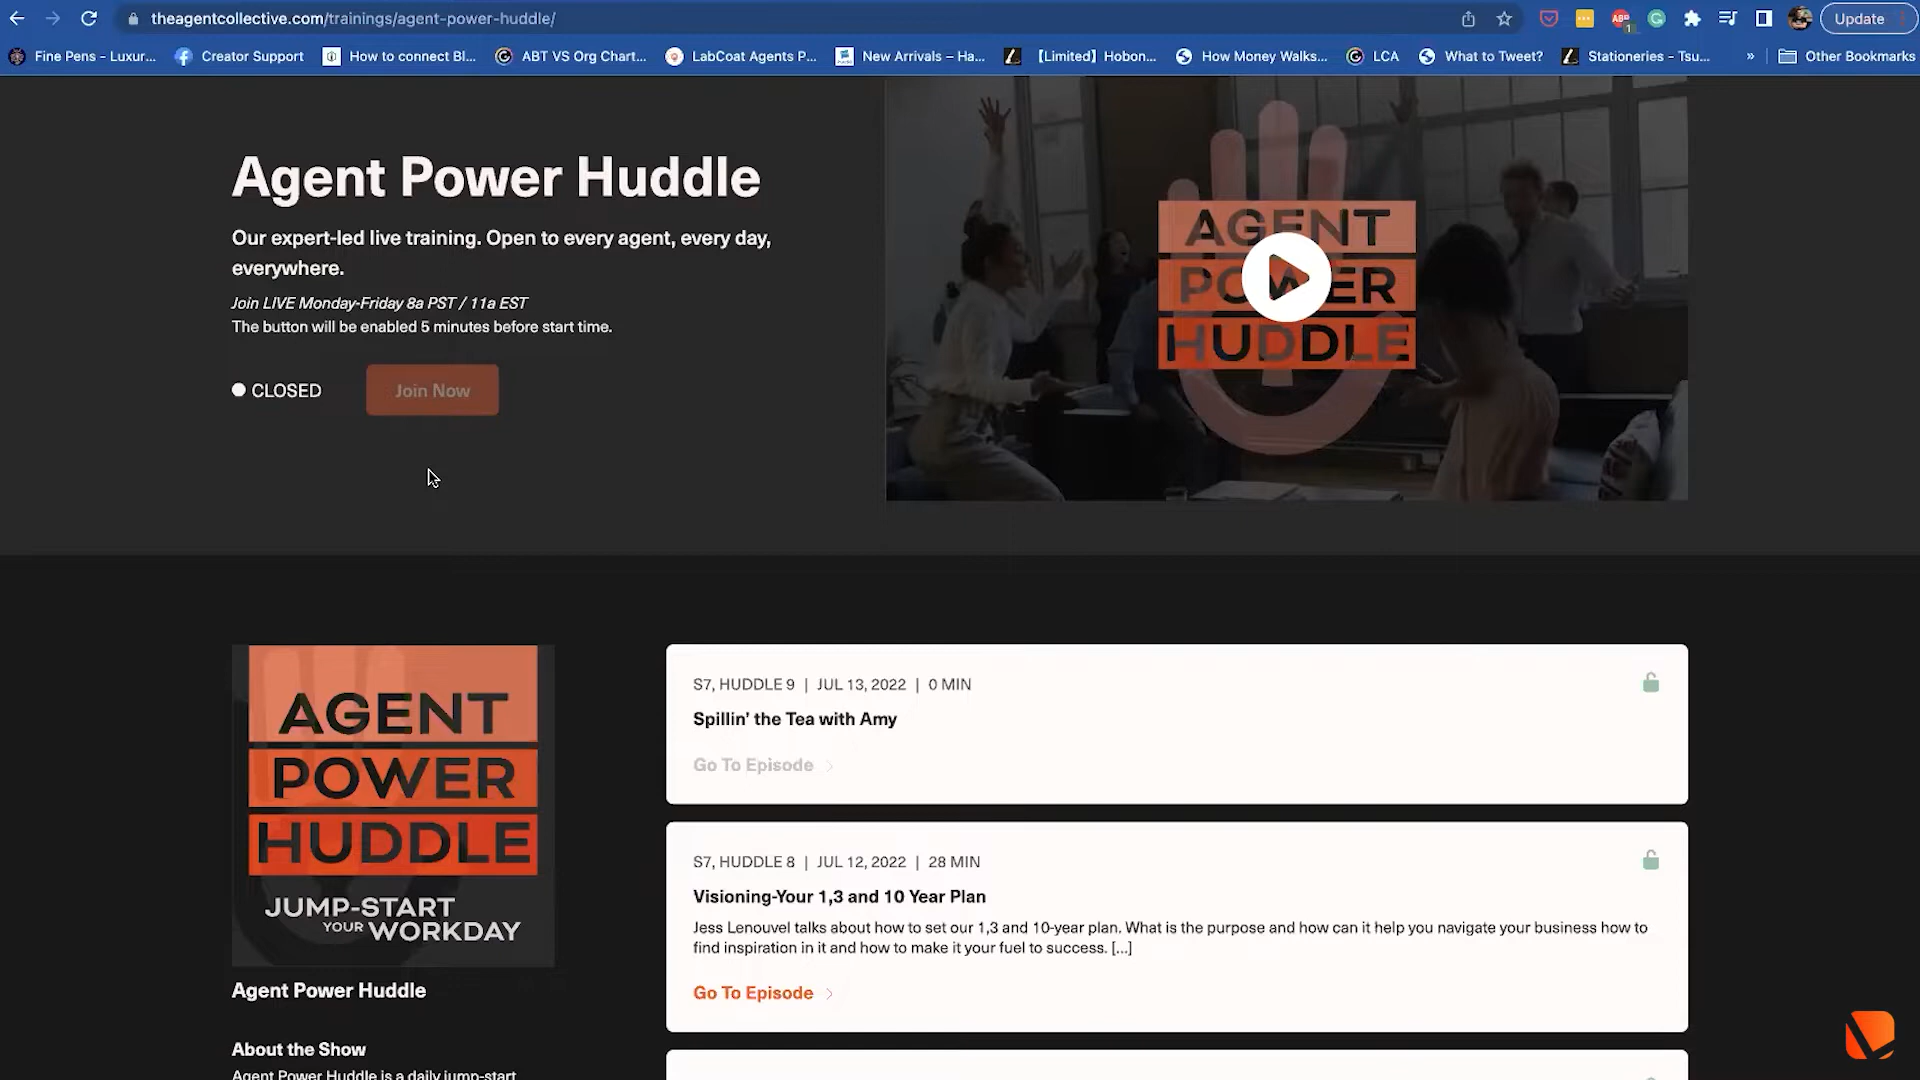 theagentcollective.com/trainings/agent-power-huddle/
Update
Fine Pens – Luxur...
Creator Support
How to connect Bl...
ABT VS Org Chart...
LabCoat Agents P...
New Arrivals – Ha...
【Limited】Hobon...
How Money Walks...
LCA
What to Tweet?
Stationeries – Tsu...
»
Other Bookmarks
Agent Power Huddle
Our expert-led live training. Open to every agent, every day,
everywhere.
Join LIVE Monday-Friday 8a PST / 11a EST
The button will be enabled 5 minutes before start time.
CLOSED
Join Now
AGENT
POWER
HUDDLE
AGENT
POWER
HUDDLE
JUMP-START
YOUR WORKDAY
Agent Power Huddle
About the Show
Agent Power Huddle is a daily jump-start
S7, HUDDLE 9 | JUL 13, 2022 | 0 MIN
Spillin' the Tea with Amy
Go To Episode
S7, HUDDLE 8 | JUL 12, 2022 | 28 MIN
Visioning-Your 1,3 and 10 Year Plan
Jess Lenouvel talks about how to set our 1,3 and 10-year plan. What is the purpose and how can it help you navigate your business how to
find inspiration in it and how to make it your fuel to success. [...]
Go To Episode